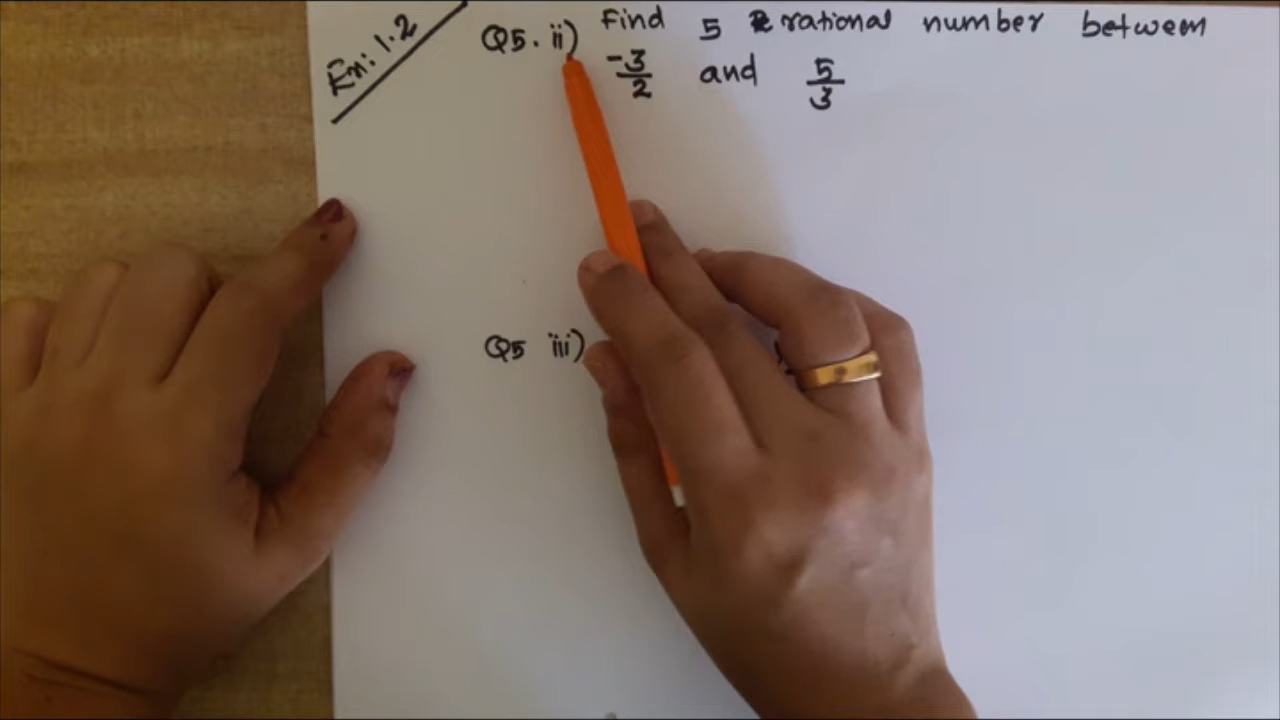 Ex: 1.2
Q5. ii) Find 5 rational number between
-3/2 and 5/3
Q5 iii)